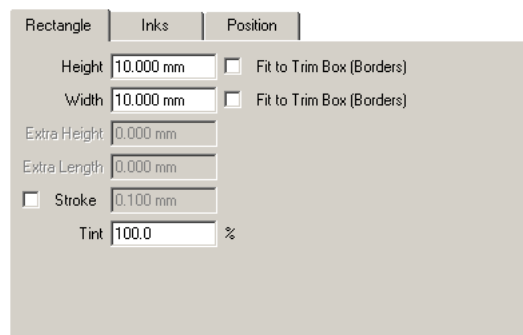 Rectangle Inks Position
Height 10.000 mm Fit to Trim Box (Borders)
Width 10.000 mm Fit to Trim Box (Borders)
Extra Height 0.000 mm
Extra Length 0.000 mm
Stroke 0.100 mm
Tint 100.0 %